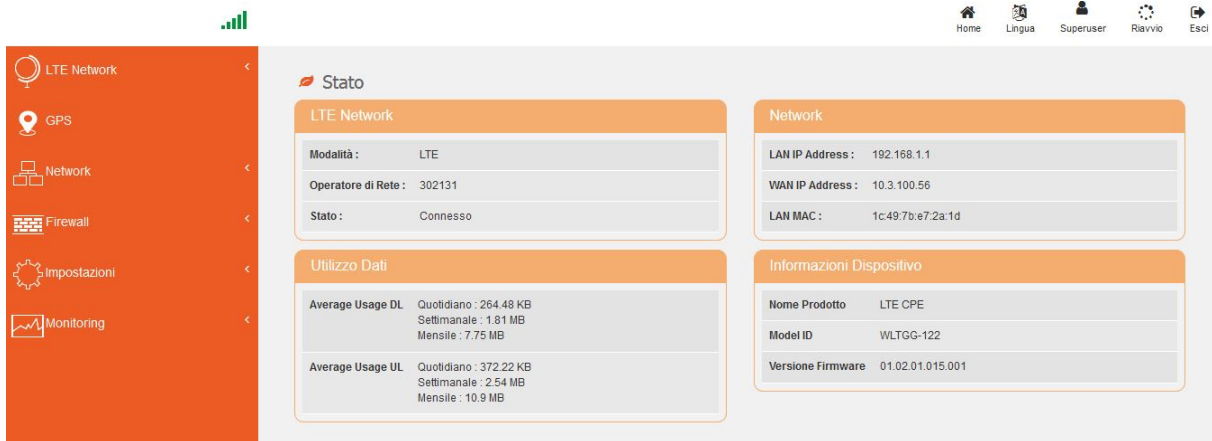 Home
Lingua
Superuser
Riavvio
Esci
LTE Network
GPS
Network
Firewall
Impostazioni
Monitoring
Stato
LTE Network
Modalità : LTE
Operatore di Rete : 302131
Stato : Connesso
Network
LAN IP Address : 192.168.1.1
WAN IP Address : 10.3.100.56
LAN MAC : 1c:49:7b:e7:2a:1d
Utilizzo Dati
Average Usage DL Quotidiano : 264.48 KB
Settimanale : 1.81 MB
Mensile : 7.75 MB
Average Usage UL Quotidiano : 372.22 KB
Settimanale : 2.54 MB
Mensile : 10.9 MB
Informazioni Dispositivo
Nome Prodotto LTE CPE
Model ID WLTGG-122
Versione Firmware 01.02.01.015.001